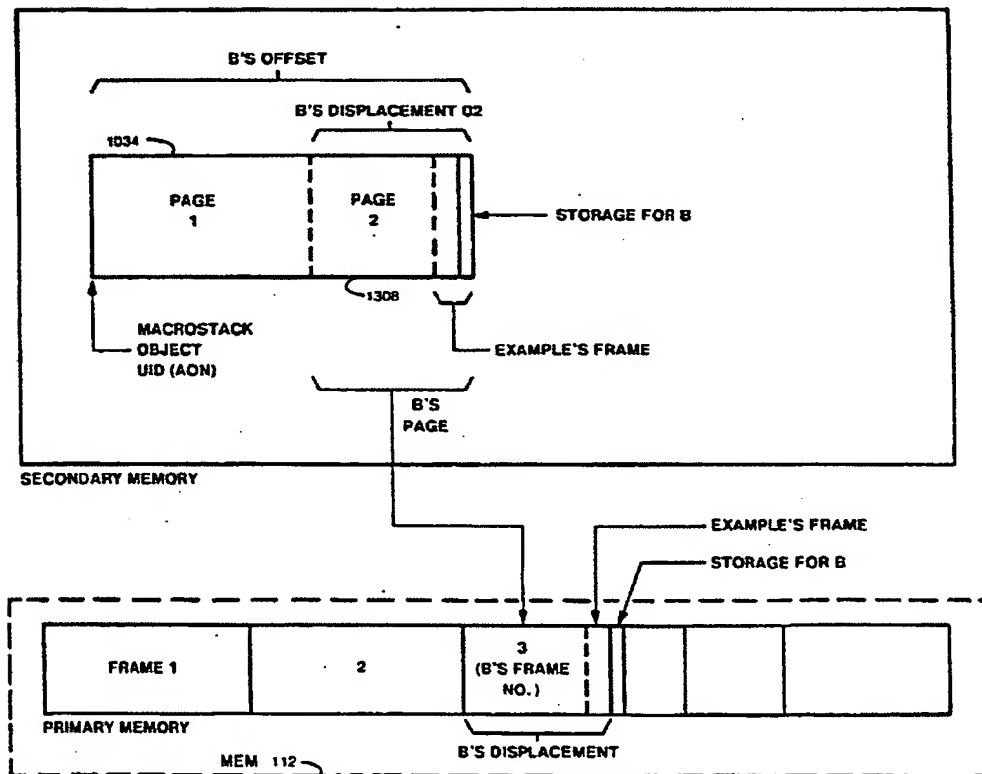 B'S OFFSET
B'S DISPLACEMENT 02
1034
PAGE
1
PAGE
2
STORAGE FOR B
1308
MACROSTACK
OBJECT
UID (AON)
EXAMPLE'S FRAME
B'S
PAGE
SECONDARY MEMORY
EXAMPLE'S FRAME
STORAGE FOR B
FRAME 1
2
3
(B'S FRAME
NO.)
PRIMARY MEMORY
B'S DISPLACEMENT
MEM 112